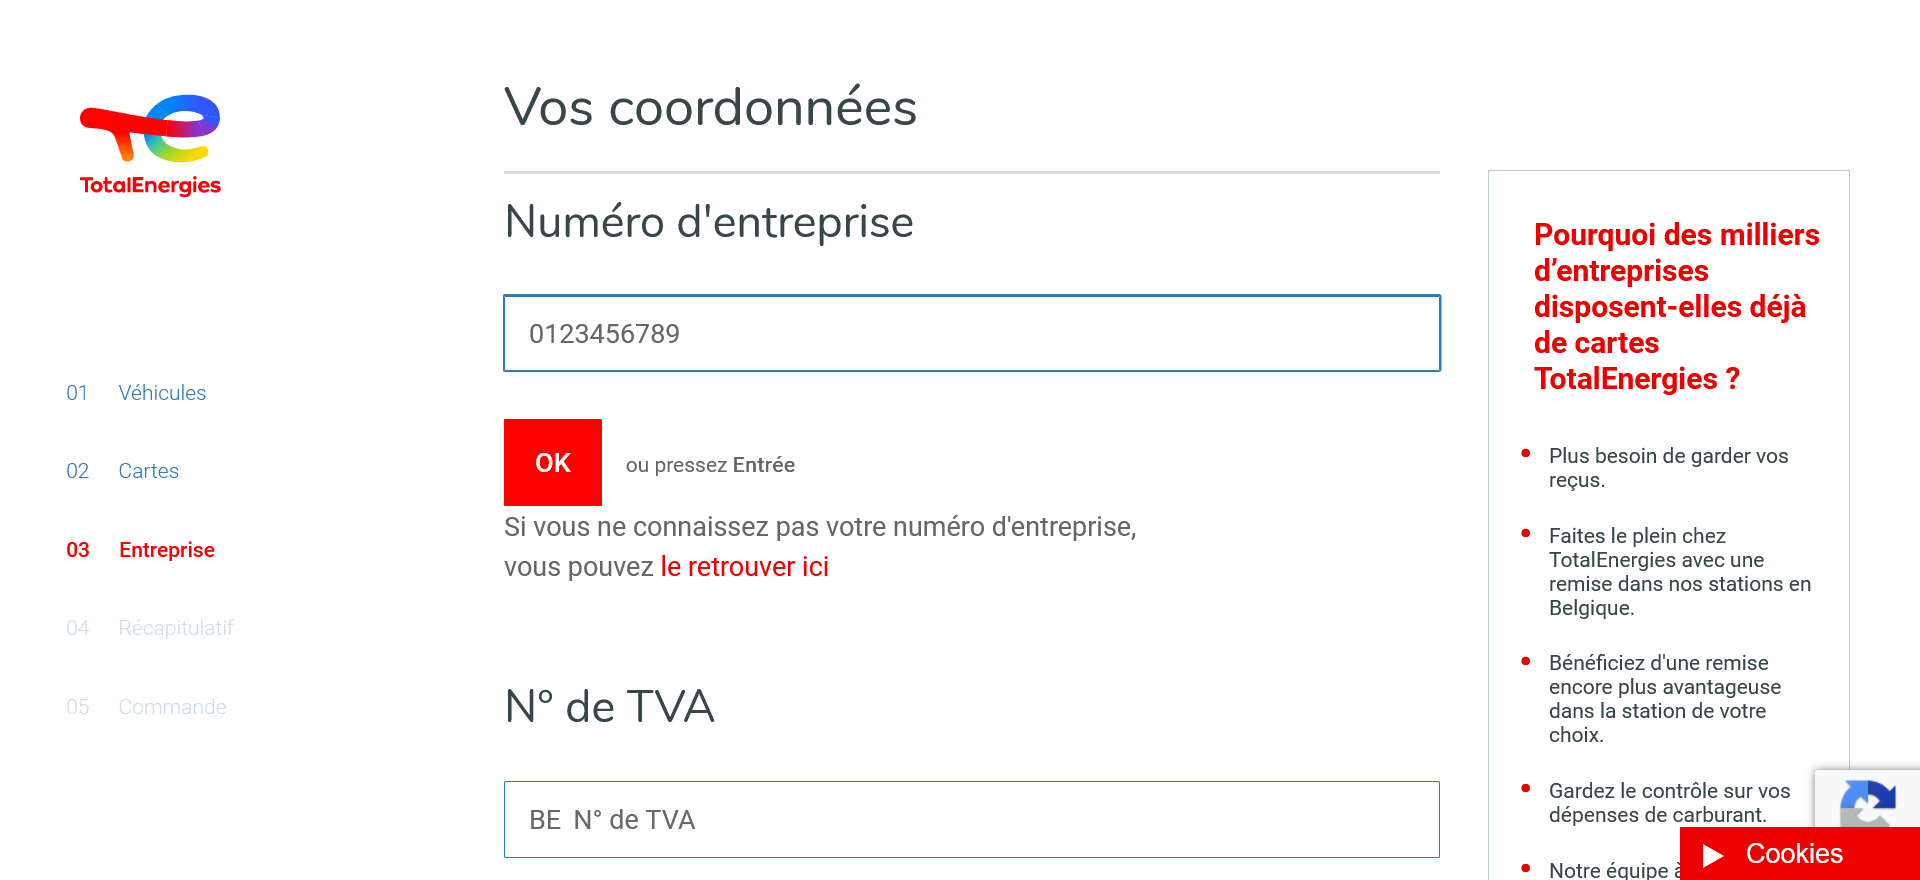 TotalEnergies
01 Véhicules
02 Cartes
03 Entreprise
04 Récapitulatif
05 Commande
Vos coordonnées
Numéro d'entreprise
0123456789
OK ou pressez Entrée
Si vous ne connaissez pas votre numéro d'entreprise,
vous pouvez le retrouver ici
N° de TVA
BE N° de TVA
Pourquoi des milliers
d’entreprises
disposent-elles déjà
de cartes
TotalEnergies ?
Plus besoin de garder vos
reçus.
Faites le plein chez
TotalEnergies avec une
remise dans nos stations en
Belgique.
Bénéficiez d'une remise
encore plus avantageuse
dans la station de votre
choix.
Gardez le contrôle sur vos
dépenses de carburant.
Notre équipe à
Cookies